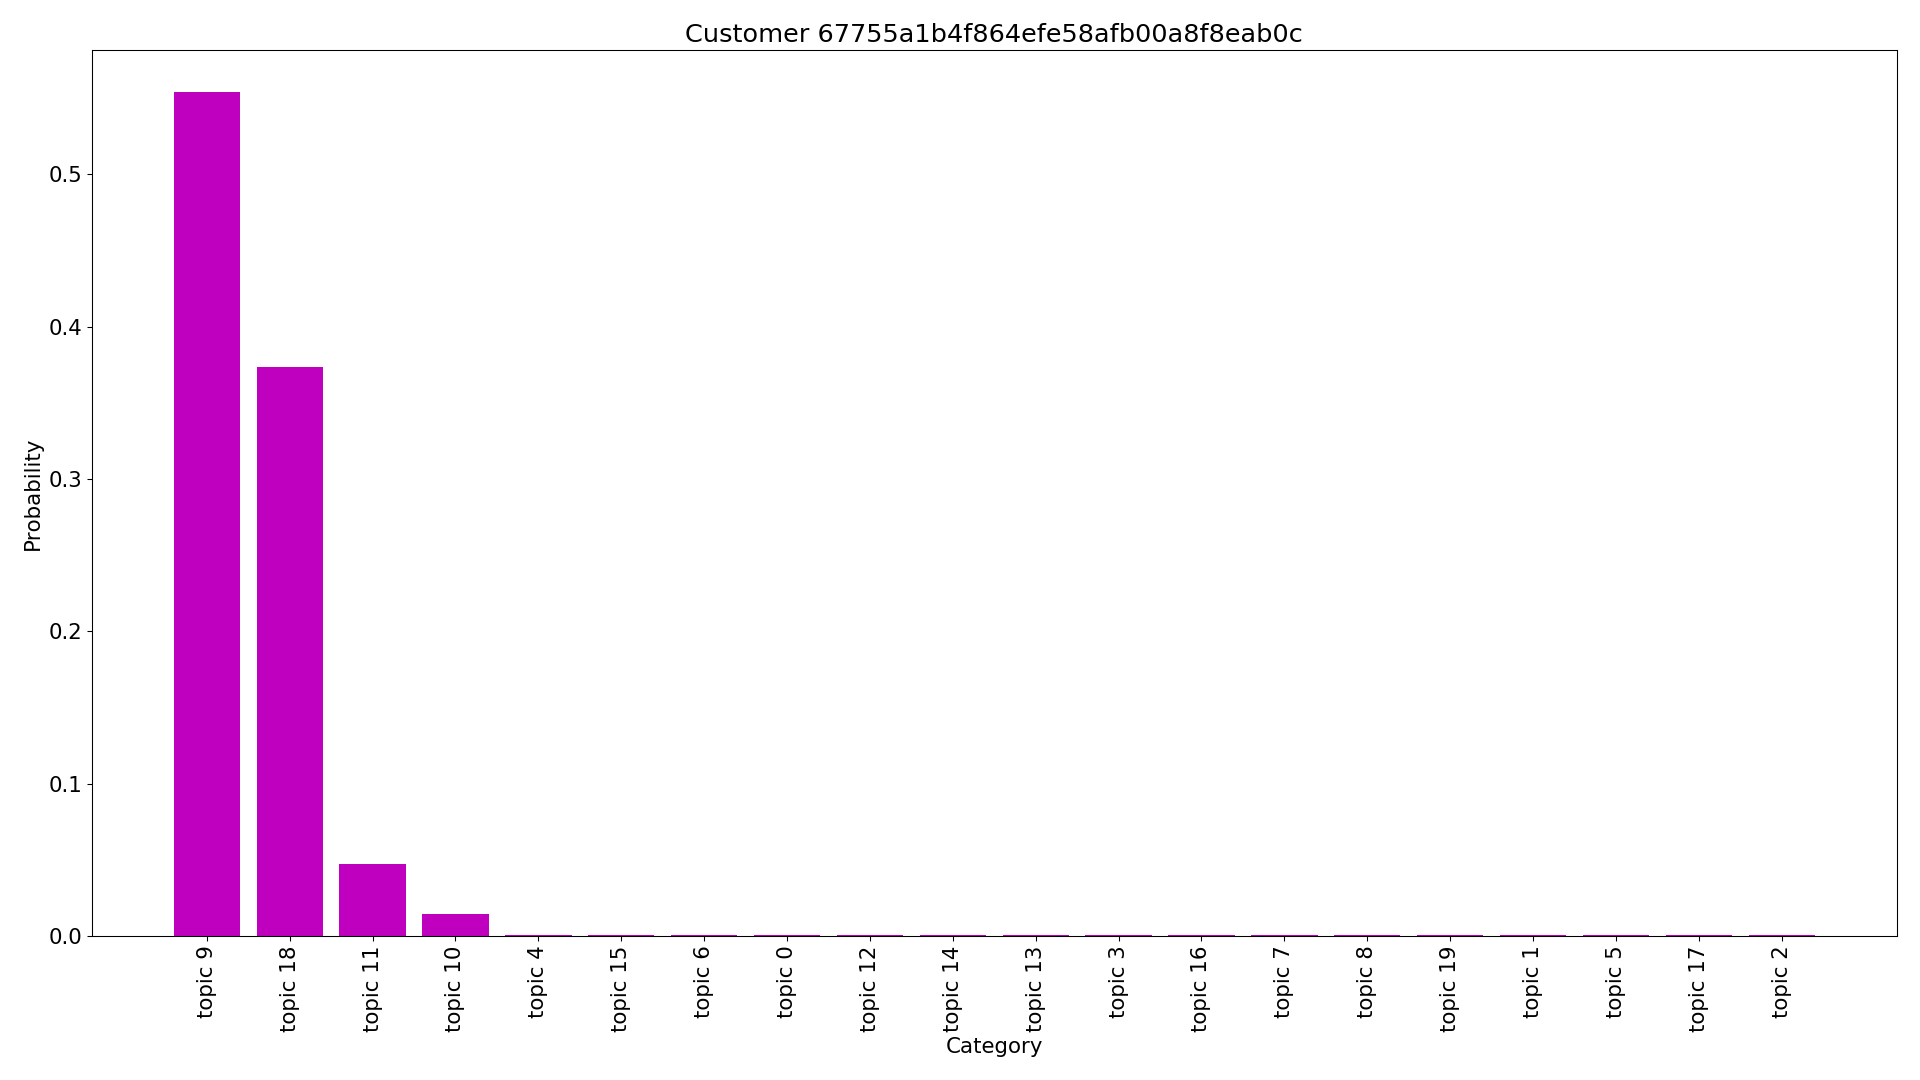 Customer 67755a1b4f864efe58afb00a8f8eab0c
Probability
0.5
0.4
0.3
0.2
0.1
0.0
topic 9
topic 18
topic 11
topic 10
topic 4
topic 15
topic 6
topic 0
topic 12
topic 14
topic 13
topic 3
topic 16
topic 7
topic 8
topic 19
topic 1
topic 5
topic 17
topic 2
Category